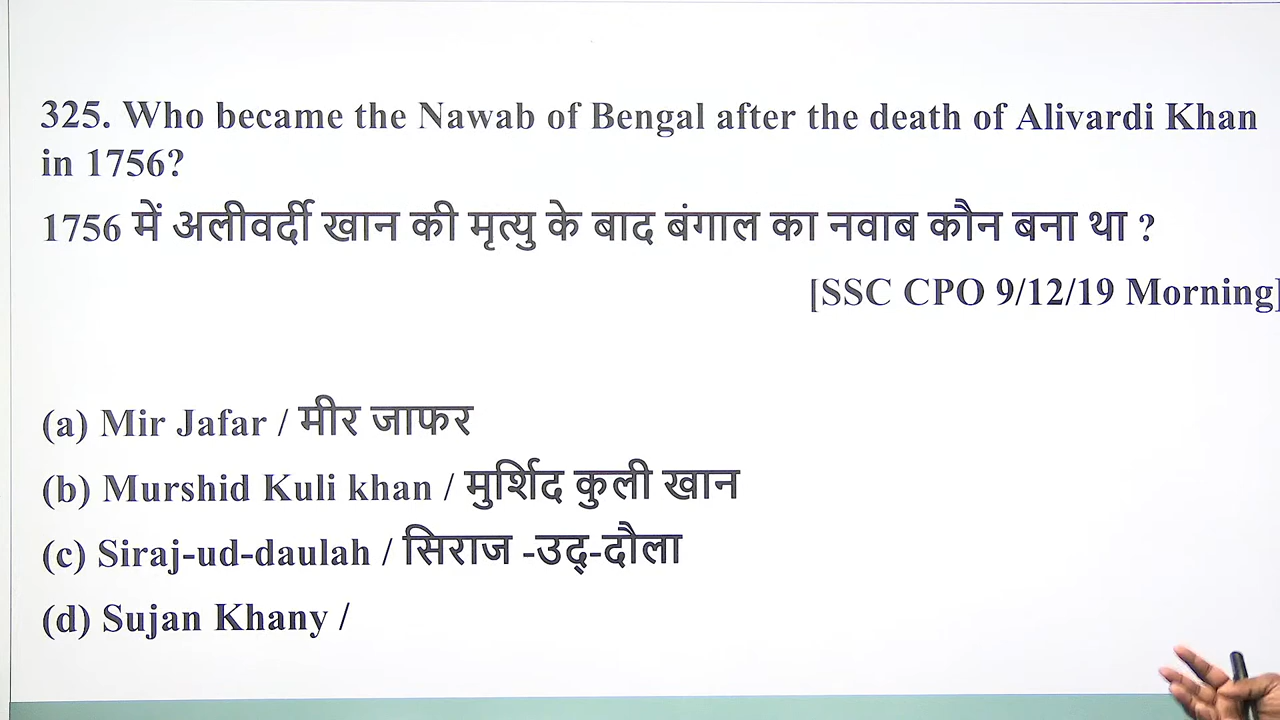 325. Who became the Nawab of Bengal after the death of Alivardi Khan
in 1756?
1756 में अलीवर्दी खान की मृत्यु के बाद बंगाल का नवाब कौन बना था ?
[SSC CPO 9/12/19 Morning]
(a) Mir Jafar / मीर जाफर
(b) Murshid Kuli khan / मुर्शिद कुली खान
(c) Siraj-ud-daulah / सिराज -उद्-दौला
(d) Sujan Khany /